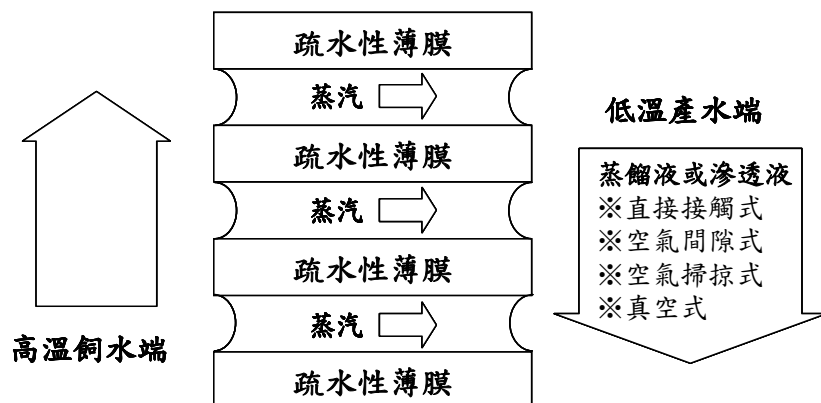 疏水性薄膜
蒸汽
疏水性薄膜
蒸汽
疏水性薄膜
蒸汽
疏水性薄膜
高溫飼水端
低溫產水端
蒸餾液或滲透液
※直接接觸式
※空氣間隙式
※空氣掃掠式
※真空式